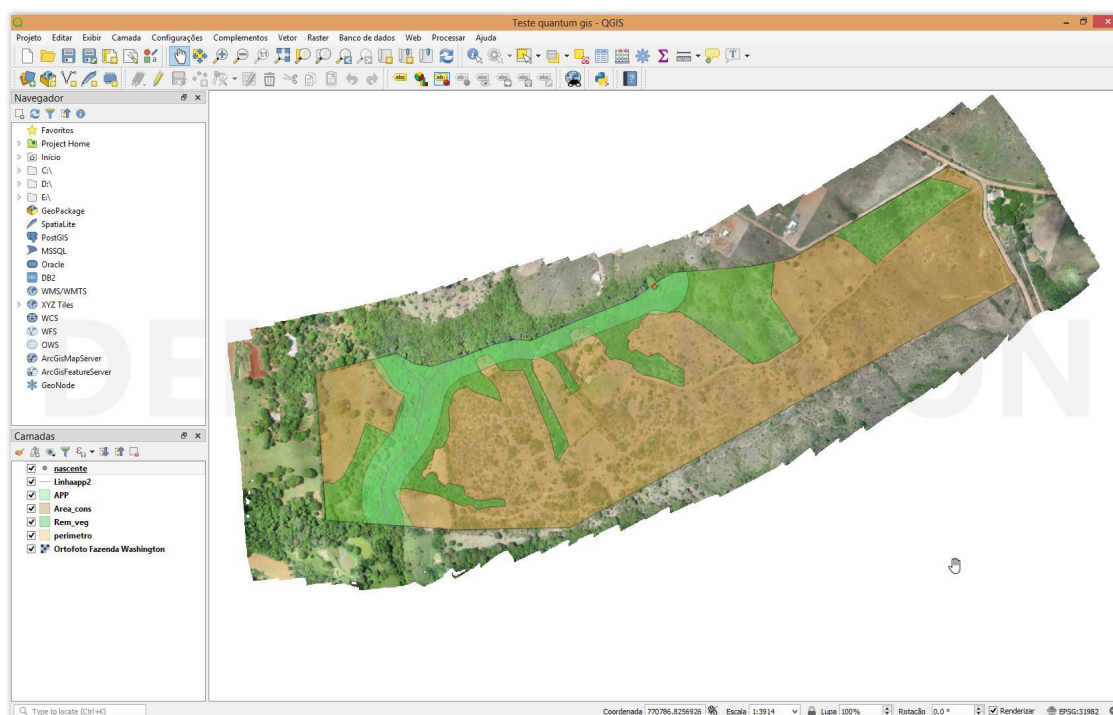 Teste quantum gis - QGIS
Projeto Editar Exibir Camada Configurações Complementos Vetor Raster Banco de dados Web Processar Ajuda
Navegador
Favoritos
Project Home
Início
C:\
D:\
E:\
GeoPackage
SpatiaLite
PostGIS
MSSQL
Oracle
DB2
WMS/WMTS
XYZ Tiles
WCS
WFS
OWS
ArcGisMapServer
ArcGisFeatureServer
GeoNode
Camadas
nascente
Linhaapp2
APP
Area_cons
Rem_veg
perimetro
Ortofoto Fazenda Washington
Type to locate (Ctrl+K)
Coordenada 770786,8256926 Escala 1:3914 Lupa 100% Rotação 0.0 ° Renderizar EPSG:31982